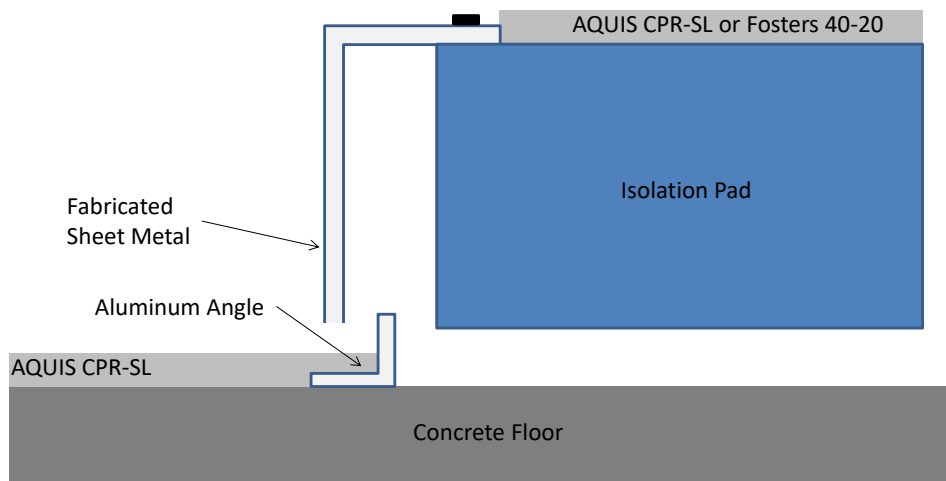 AQUIS CPR-SL or Fosters 40-20
Isolation Pad
Fabricated
Sheet Metal
Aluminum Angle
AQUIS CPR-SL
Concrete Floor